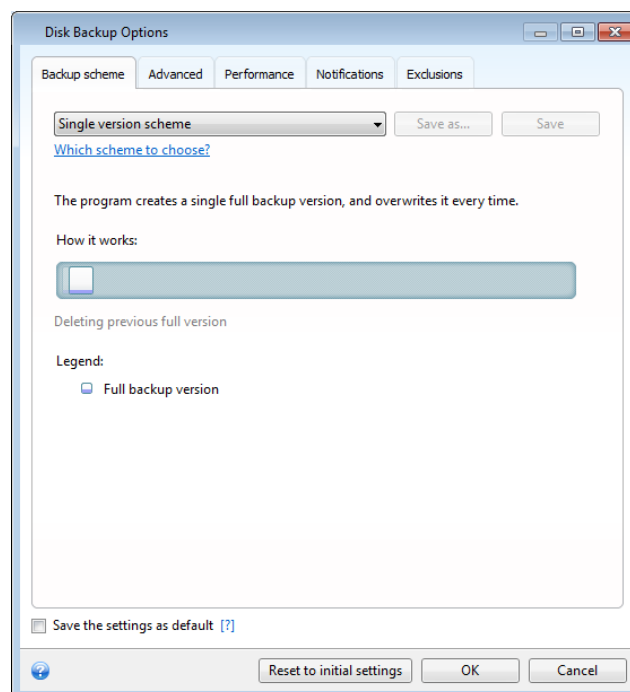 Disk Backup Options
Backup scheme Advanced Performance Notifications Exclusions
Single version scheme Save as... Save
Which scheme to choose?
The program creates a single full backup version, and overwrites it every time.
How it works:
Deleting previous full version
Legend:
Full backup version
Save the settings as default [?]
? Reset to initial settings OK Cancel